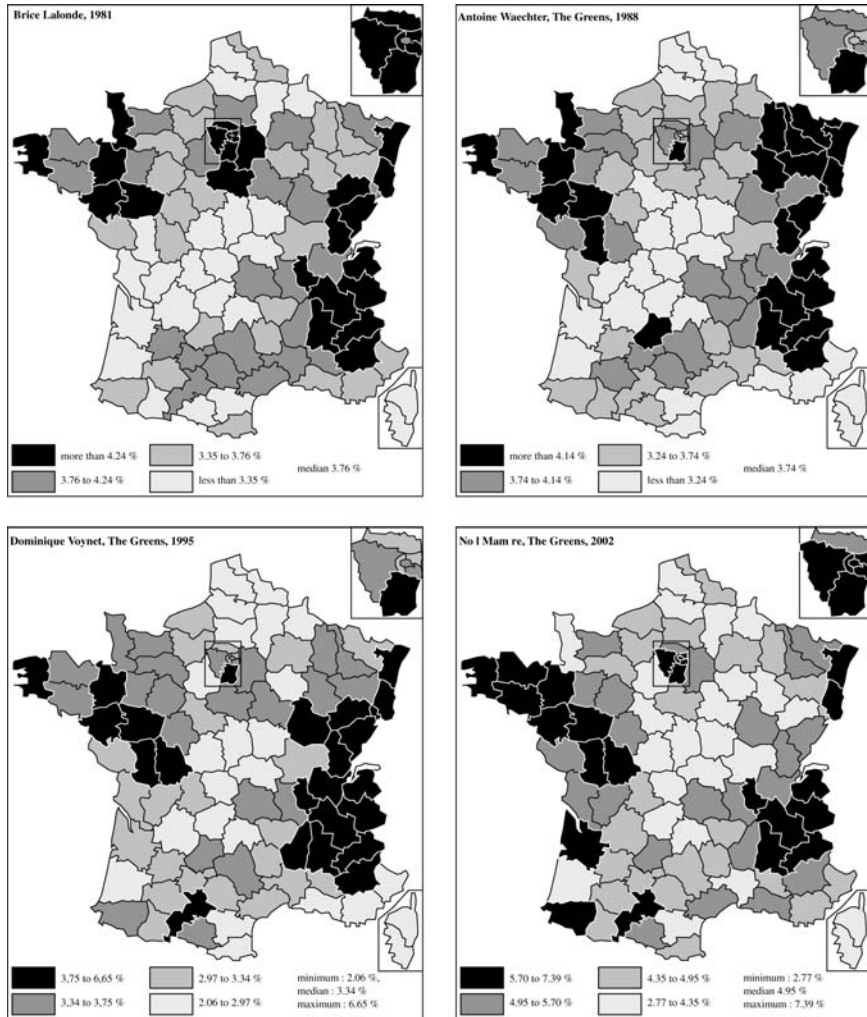 Brice Lalonde, 1981
more than 4.24 %
3.35 to 3.76 %
median 3.76 %
3.76 to 4.24 %
less than 3.35 %
Antoine Waechter, The Greens, 1988
more than 4.14 %
3.24 to 3.74 %
median 3.74 %
3.74 to 4.14 %
less than 3.24 %
Dominique Voynet, The Greens, 1995
3,75 to 6,65 %
2.97 to 3.34 %
minimum : 2.06 %,
median : 3.34 %
3,34 to 3,75 %
2.06 to 2.97 %
maximum : 6.65 %
No l Mam re, The Greens, 2002
5.70 to 7.39 %
4.35 to 4.95 %
minimum : 2.77 %
median 4.95 %
4.95 to 5.70 %
2.77 to 4.35 %
maximum : 7.39 %